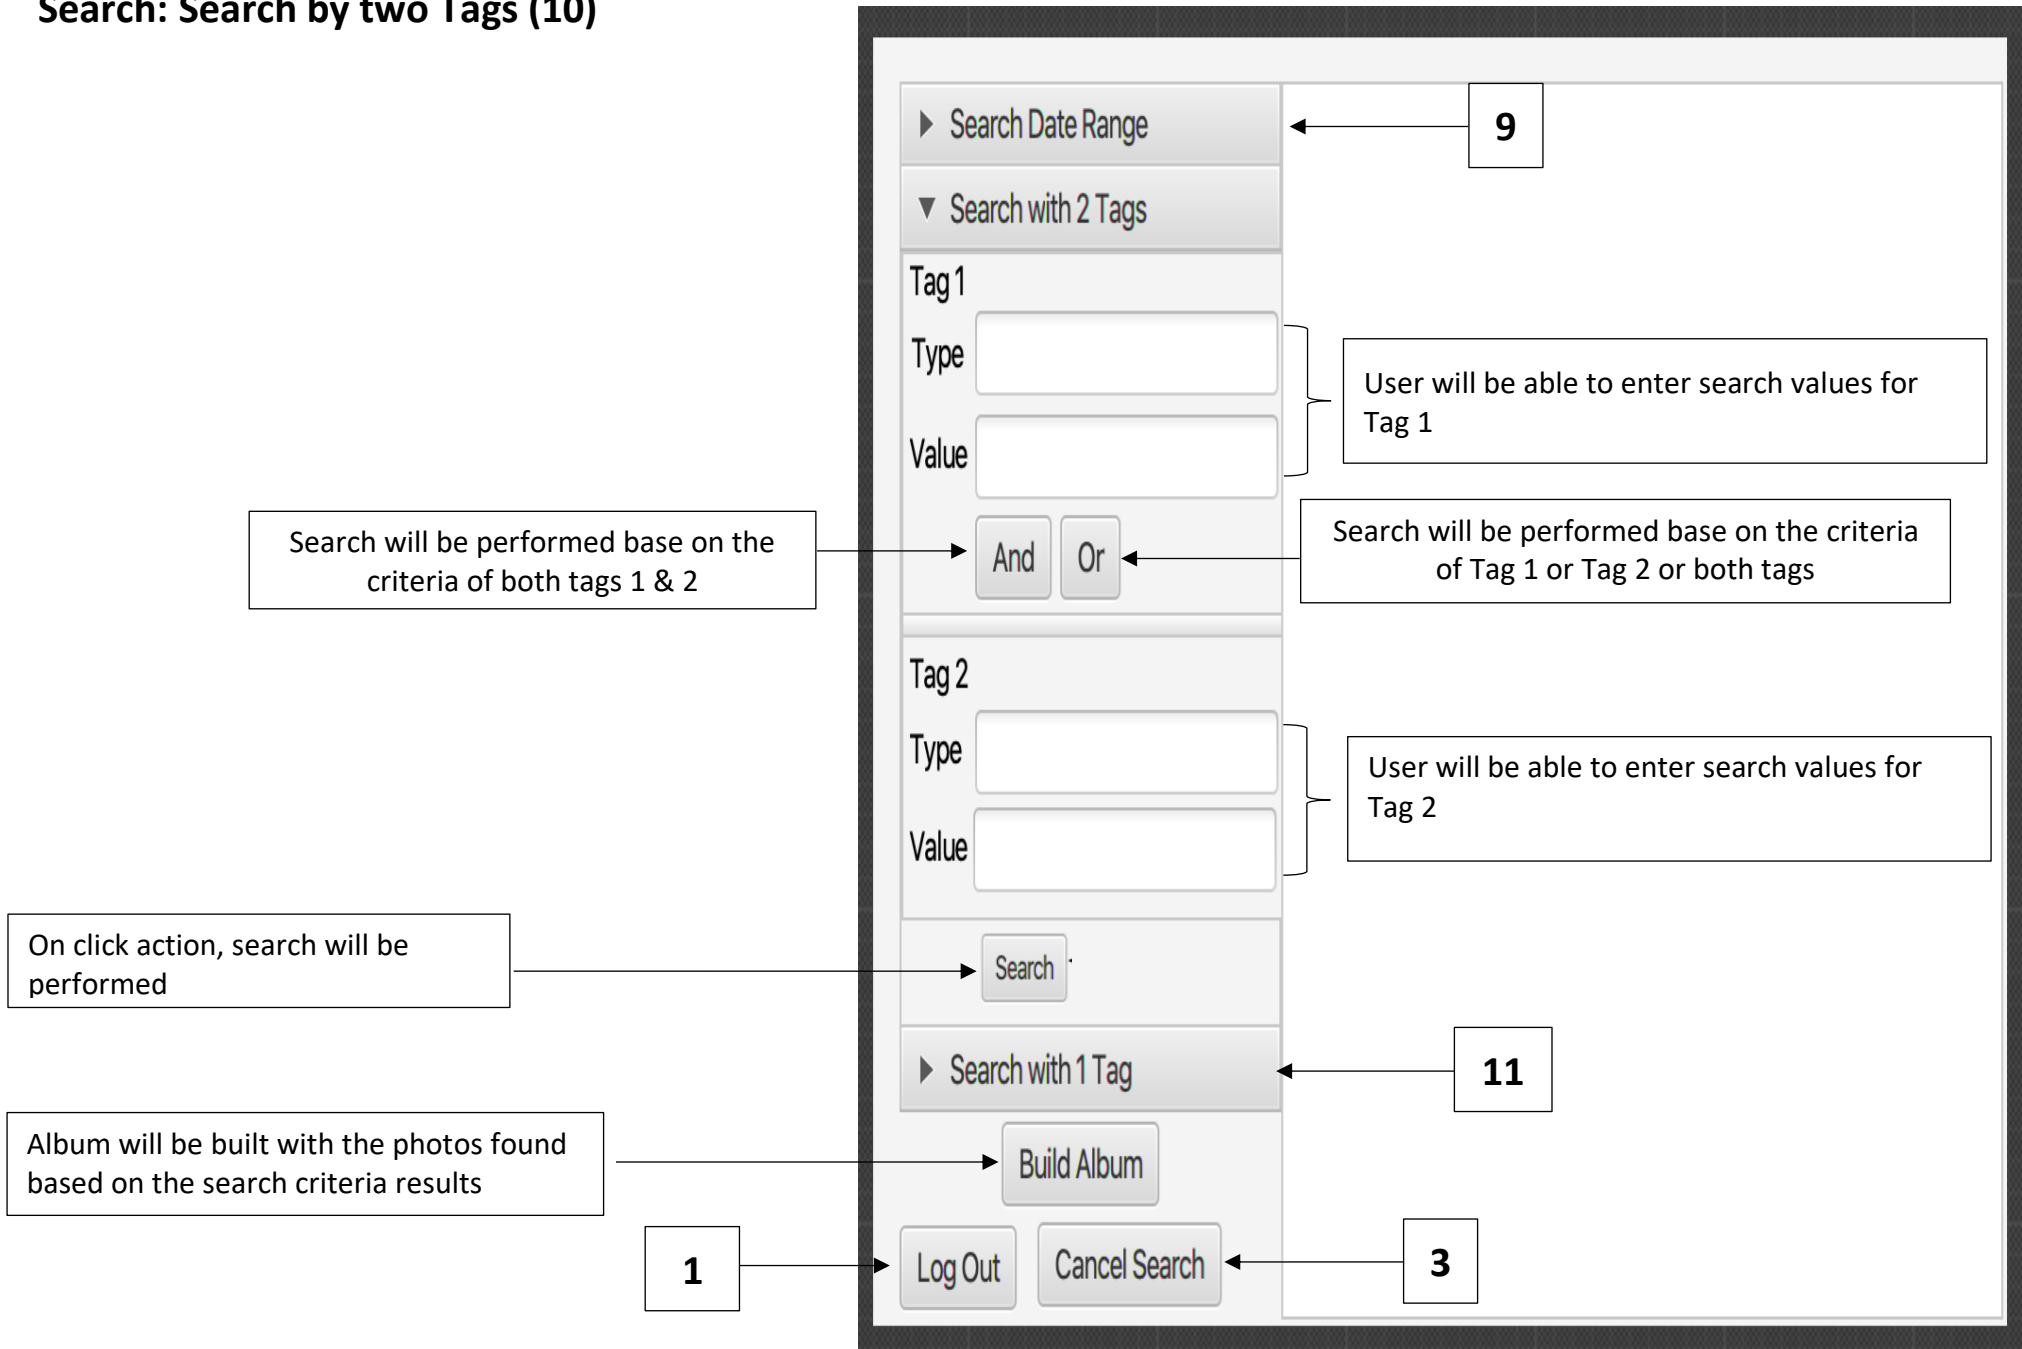 Search: Search by two Tags (10)
Search Date Range
9
Search with 2 Tags
Tag 1
Type
User will be able to enter search values for
Tag 1
Value
Search will be performed base on the
criteria of both tags 1 & 2
And
Or
Search will be performed base on the criteria
of Tag 1 or Tag 2 or both tags
Tag 2
Type
User will be able to enter search values for
Tag 2
Value
On click action, search will be
performed
Search
Search with 1 Tag
11
Album will be built with the photos found
based on the search criteria results
Build Album
1
Log Out
Cancel Search
3